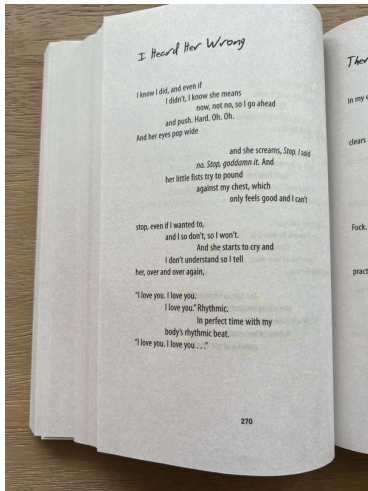 I Heard Her Wrong
I know I did, and even if
I didn't, I know she means
now, not no, so I go ahead
and push. Hard. Oh. Oh.
And her eyes pop wide
and she screams, Stop. I said
no. Stop, goddamn it. And
her little fists try to pound
against my chest, which
only feels good and I can't
stop, even if I wanted to,
and I so don't, so I won't.
And she starts to cry and
I don't understand so I tell
her, over and over again,
"I love you. I love you.
I love you." Rhythmic.
In perfect time with my
body's rhythmic beat.
"I love you. I love you . . ."
270
In my
clears
Fuck.